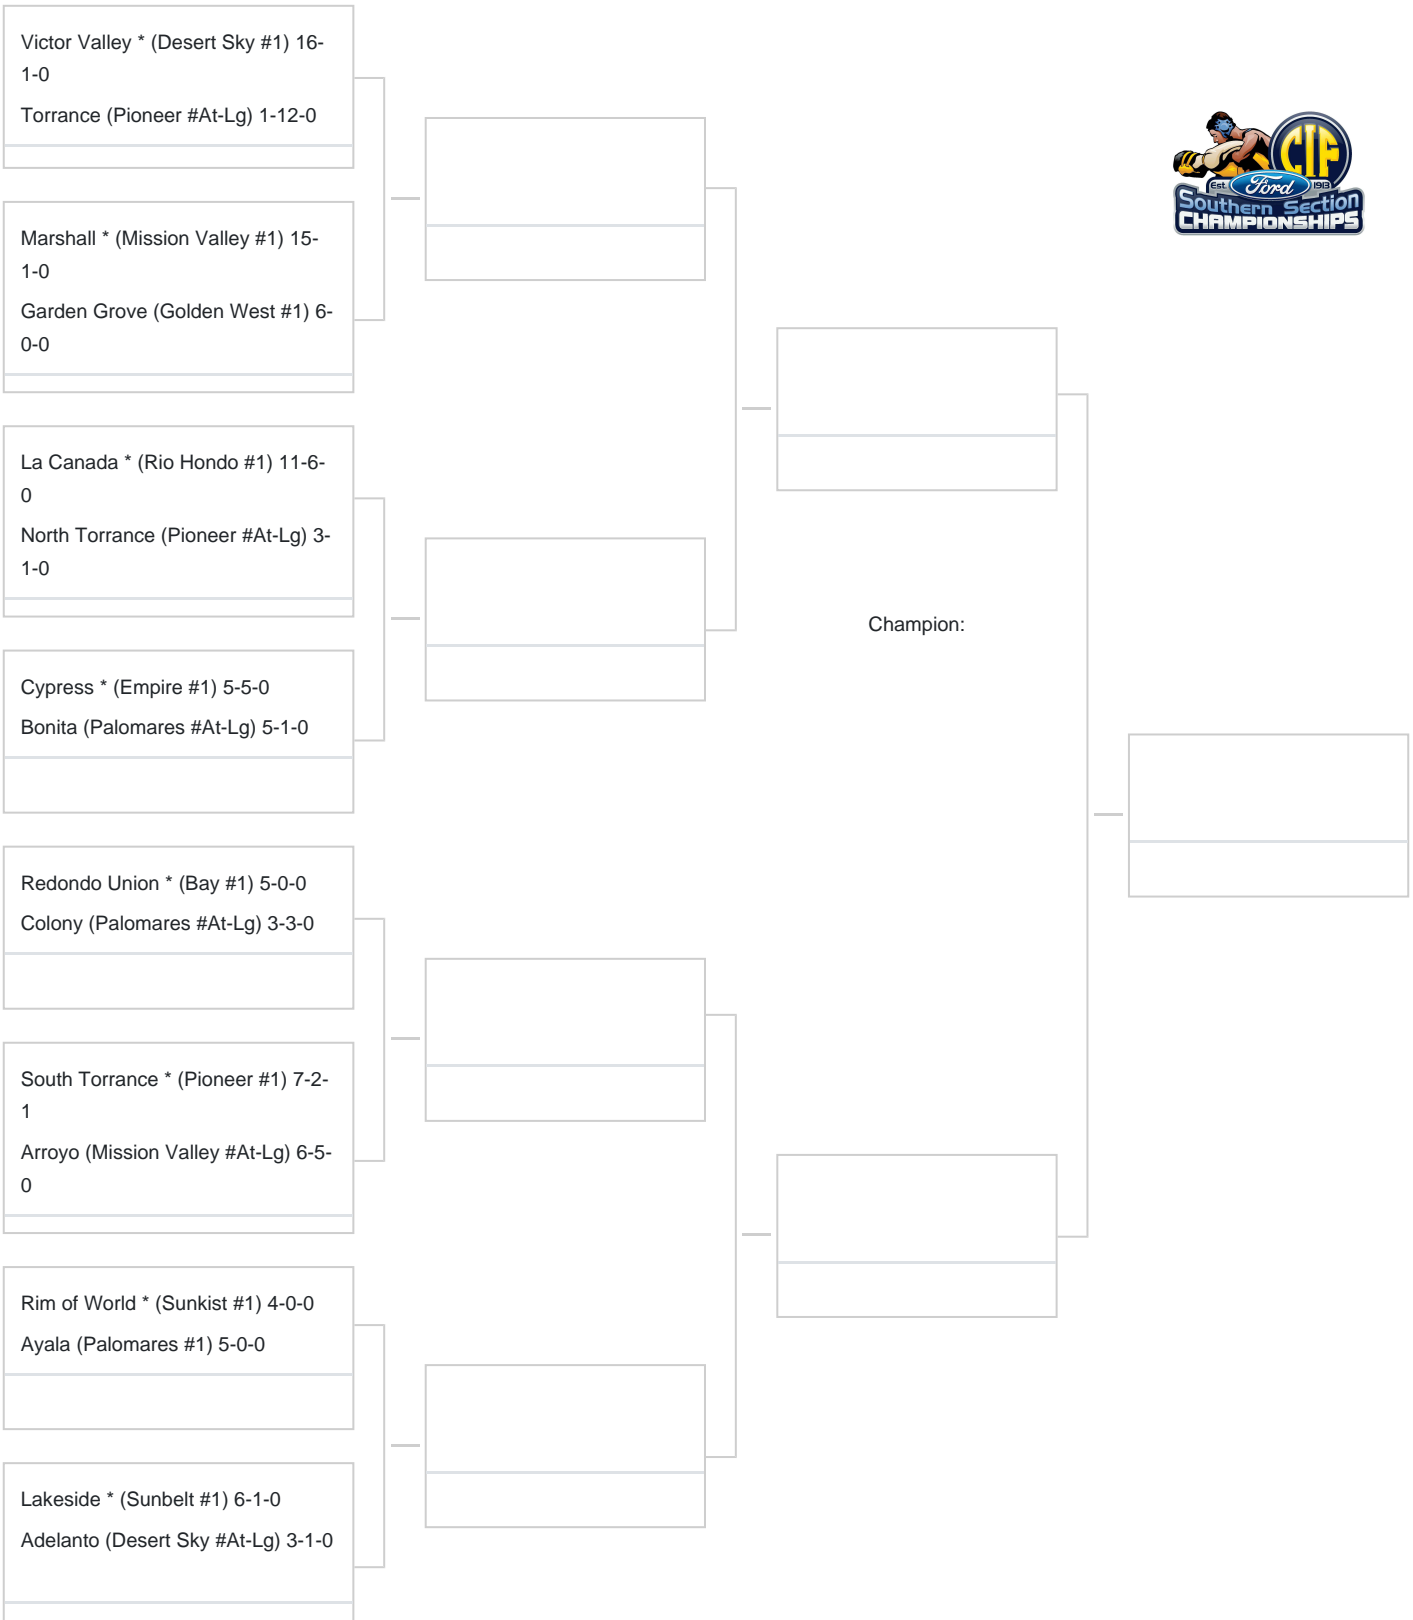 Victor Valley * (Desert Sky #1) 16-
1-0
Torrance (Pioneer #At-Lg) 1-12-0
Marshall * (Mission Valley #1) 15-
1-0
Garden Grove (Golden West #1) 6-
0-0
La Canada * (Rio Hondo #1) 11-6-
0
North Torrance (Pioneer #At-Lg) 3-
1-0
Cypress * (Empire #1) 5-5-0
Bonita (Palomares #At-Lg) 5-1-0
Redondo Union * (Bay #1) 5-0-0
Colony (Palomares #At-Lg) 3-3-0
South Torrance * (Pioneer #1) 7-2-
1
Arroyo (Mission Valley #At-Lg) 6-5-
0
Rim of World * (Sunkist #1) 4-0-0
Ayala (Palomares #1) 5-0-0
Lakeside * (Sunbelt #1) 6-1-0
Adelanto (Desert Sky #At-Lg) 3-1-0
CIF
Est. Ford 1913
Southern Section
CHAMPIONSHIPS
Champion: